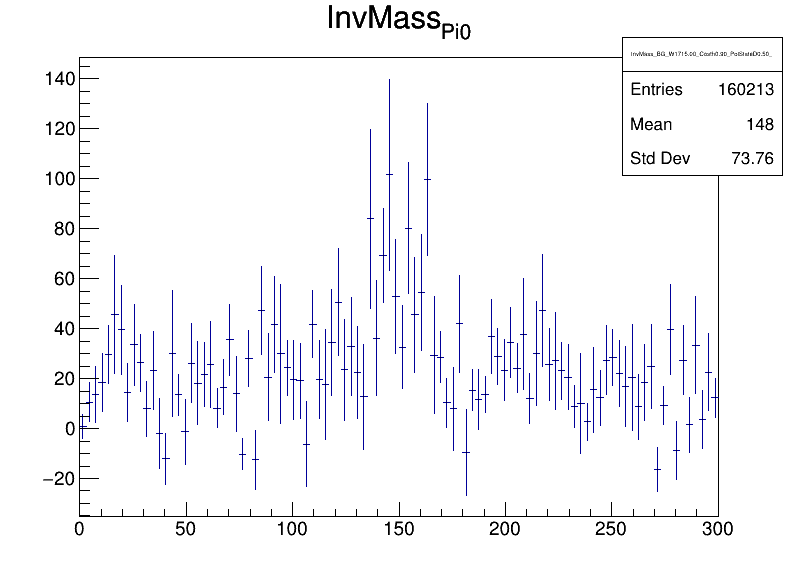 InvMassPi0
InvMass_BG_W1715.00_Costh0.90_PolStateD0.50_
Entries 160213
Mean 148
Std Dev 73.76
140
120
100
80
60
40
20
0
−20
0 50 100 150 200 250 300